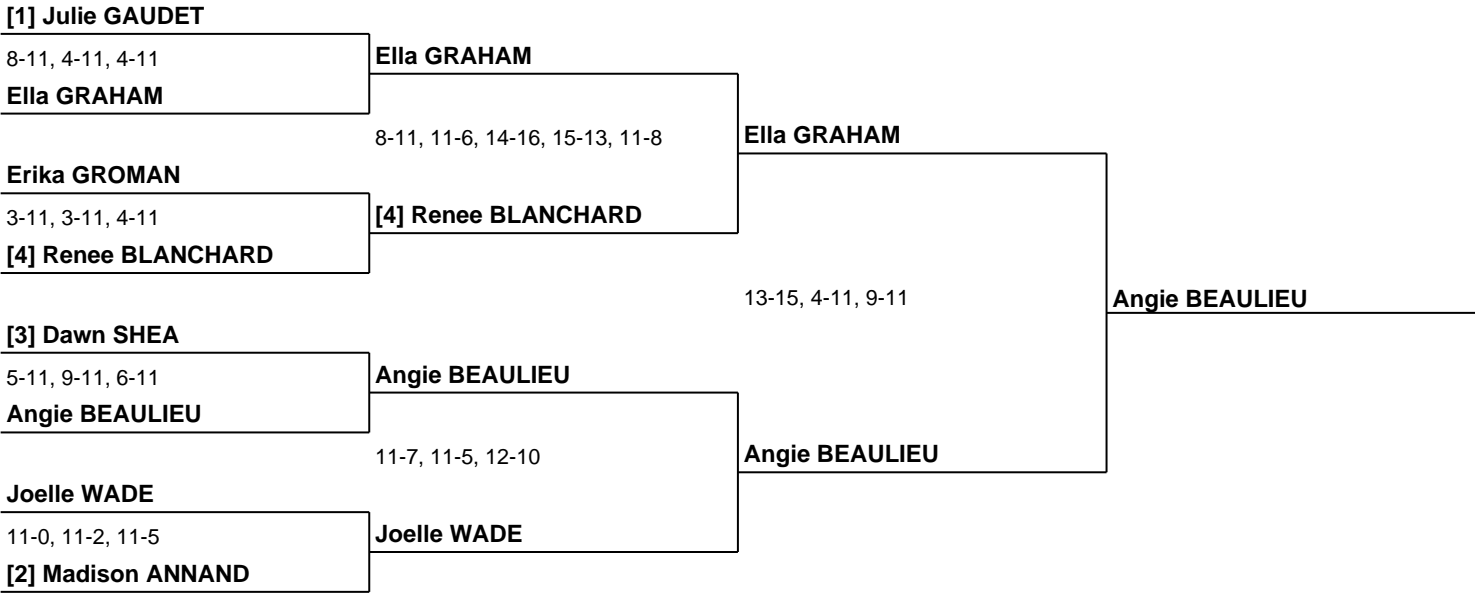 [1] Julie GAUDET
8-11, 4-11, 4-11
Ella GRAHAM
Ella GRAHAM
8-11, 11-6, 14-16, 15-13, 11-8
Ella GRAHAM
Erika GROMAN
3-11, 3-11, 4-11
[4] Renee BLANCHARD
[4] Renee BLANCHARD
13-15, 4-11, 9-11
Angie BEAULIEU
[3] Dawn SHEA
5-11, 9-11, 6-11
Angie BEAULIEU
Angie BEAULIEU
11-7, 11-5, 12-10
Angie BEAULIEU
Joelle WADE
11-0, 11-2, 11-5
Joelle WADE
[2] Madison ANNAND